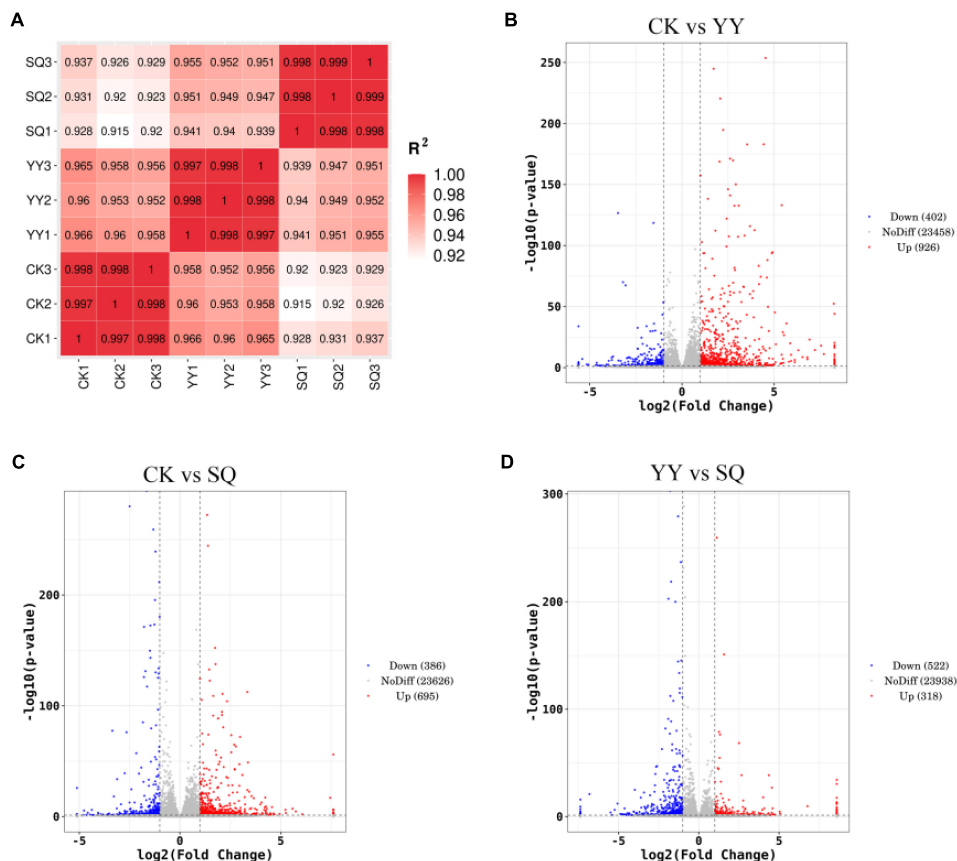 A
SQ3 0.937 0.926 0.929 0.955 0.952 0.951 0.998 0.999 1
SQ2 0.931 0.92 0.923 0.951 0.949 0.947 0.998 1 0.999
SQ1 0.928 0.915 0.92 0.941 0.94 0.939 1 0.998 0.998
YY3 0.965 0.958 0.956 0.997 0.998 1 0.939 0.947 0.951
YY2 0.96 0.953 0.952 0.998 1 0.998 0.94 0.949 0.952
YY1 0.966 0.96 0.958 1 0.998 0.997 0.941 0.951 0.955
CK3 0.998 0.998 1 0.958 0.952 0.956 0.92 0.923 0.929
CK2 0.997 1 0.998 0.96 0.953 0.958 0.915 0.92 0.926
CK1 1 0.997 0.998 0.966 0.96 0.965 0.928 0.931 0.937
CK1 CK2 CK3 YY1 YY2 YY3 SQ1 SQ2 SQ3
R²
1.00
0.98
0.96
0.94
0.92
B
CK vs YY
-log10(p-value)
250
200
150
100
50
0
-5 0 5
log2(Fold Change)
Down (402)
NoDiff (23458)
Up (926)
C
CK vs SQ
-log10(p-value)
200
100
0
-5 0 5
log2(Fold Change)
Down (386)
NoDiff (23626)
Up (695)
D
YY vs SQ
-log10(p-value)
300
200
100
0
-5 0 5
log2(Fold Change)
Down (522)
NoDiff (23938)
Up (318)